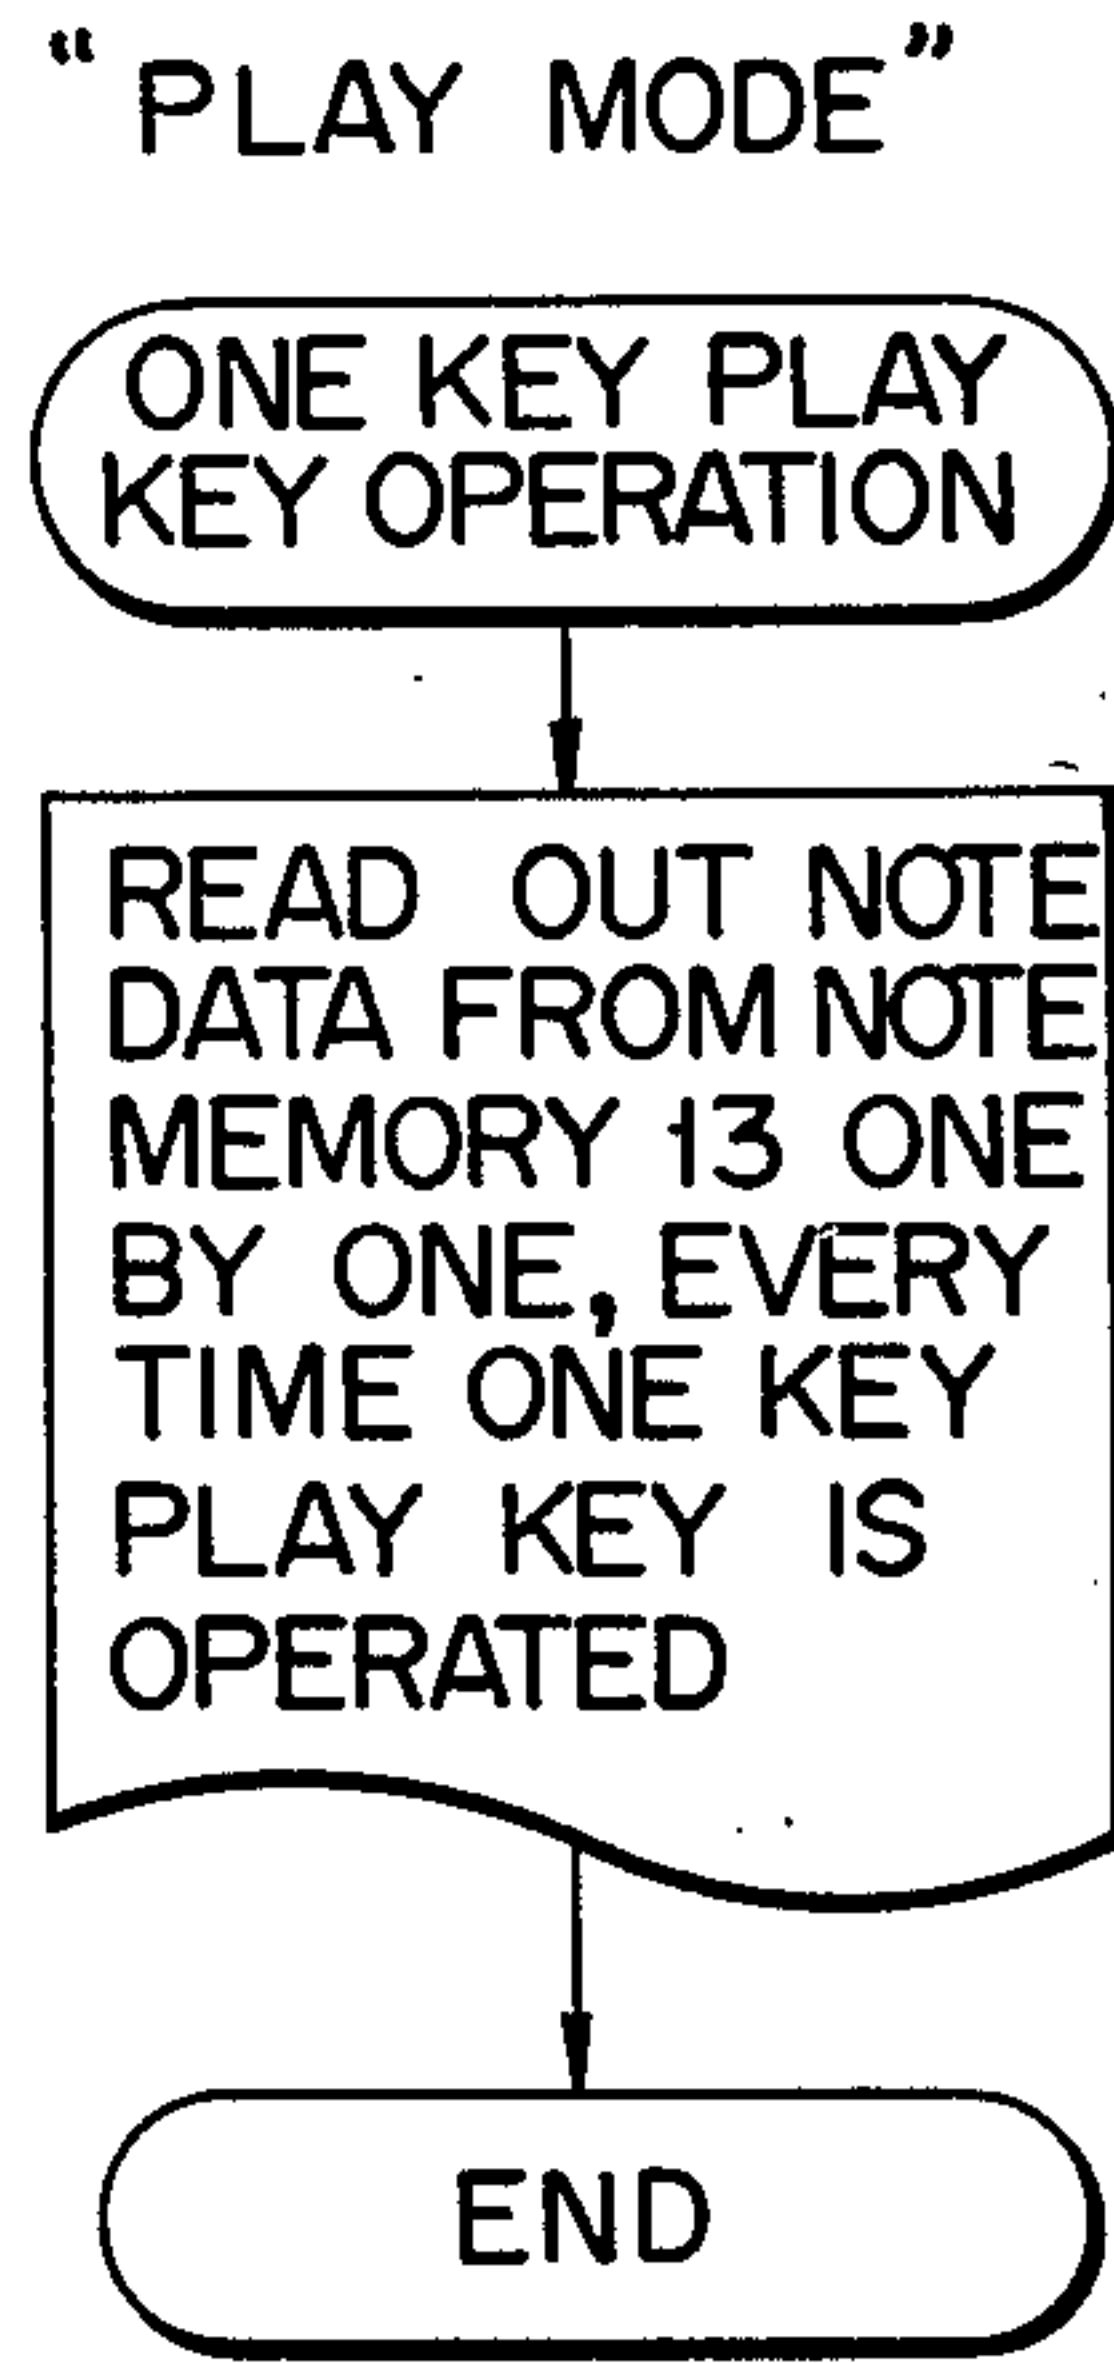 “PLAY MODE”
ONE KEY PLAY
KEY OPERATION
READ OUT NOTE
DATA FROM NOTE
MEMORY 13 ONE
BY ONE, EVERY
TIME ONE KEY
PLAY KEY IS
OPERATED
END